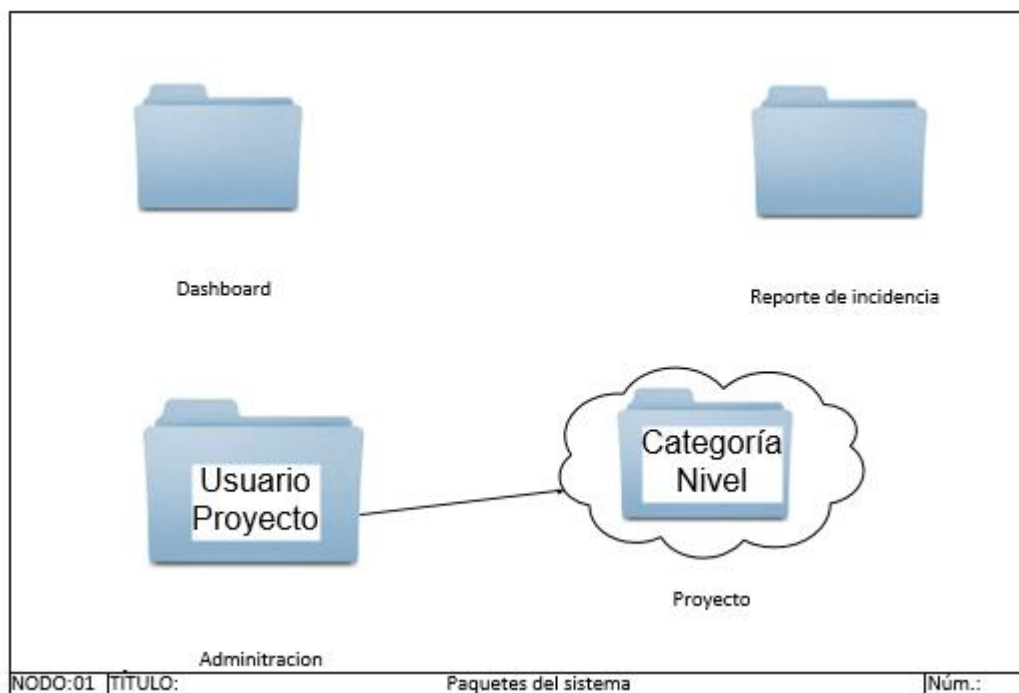 Dashboard
Reporte de incidencia
Usuario
Proyecto
Categoría
Nivel
Proyecto
Adminitracion
NODO:01 TÍTULO: Paquetes del sistema Núm.: